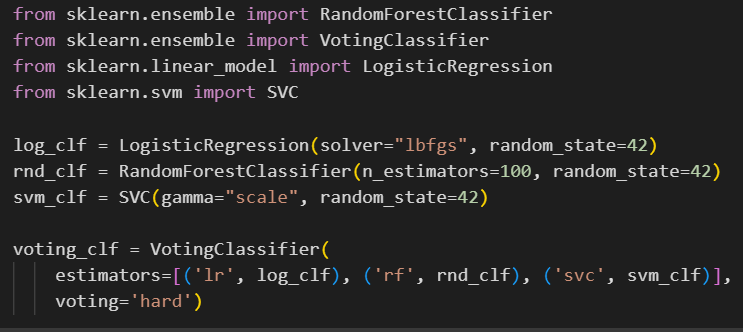 from sklearn.ensemble import RandomForestClassifier
from sklearn.ensemble import VotingClassifier
from sklearn.linear_model import LogisticRegression
from sklearn.svm import SVC

log_clf = LogisticRegression(solver="lbfgs", random_state=42)
rnd_clf = RandomForestClassifier(n_estimators=100, random_state=42)
svm_clf = SVC(gamma="scale", random_state=42)

voting_clf = VotingClassifier(
    estimators=[('lr', log_clf), ('rf', rnd_clf), ('svc', svm_clf)],
    voting='hard')